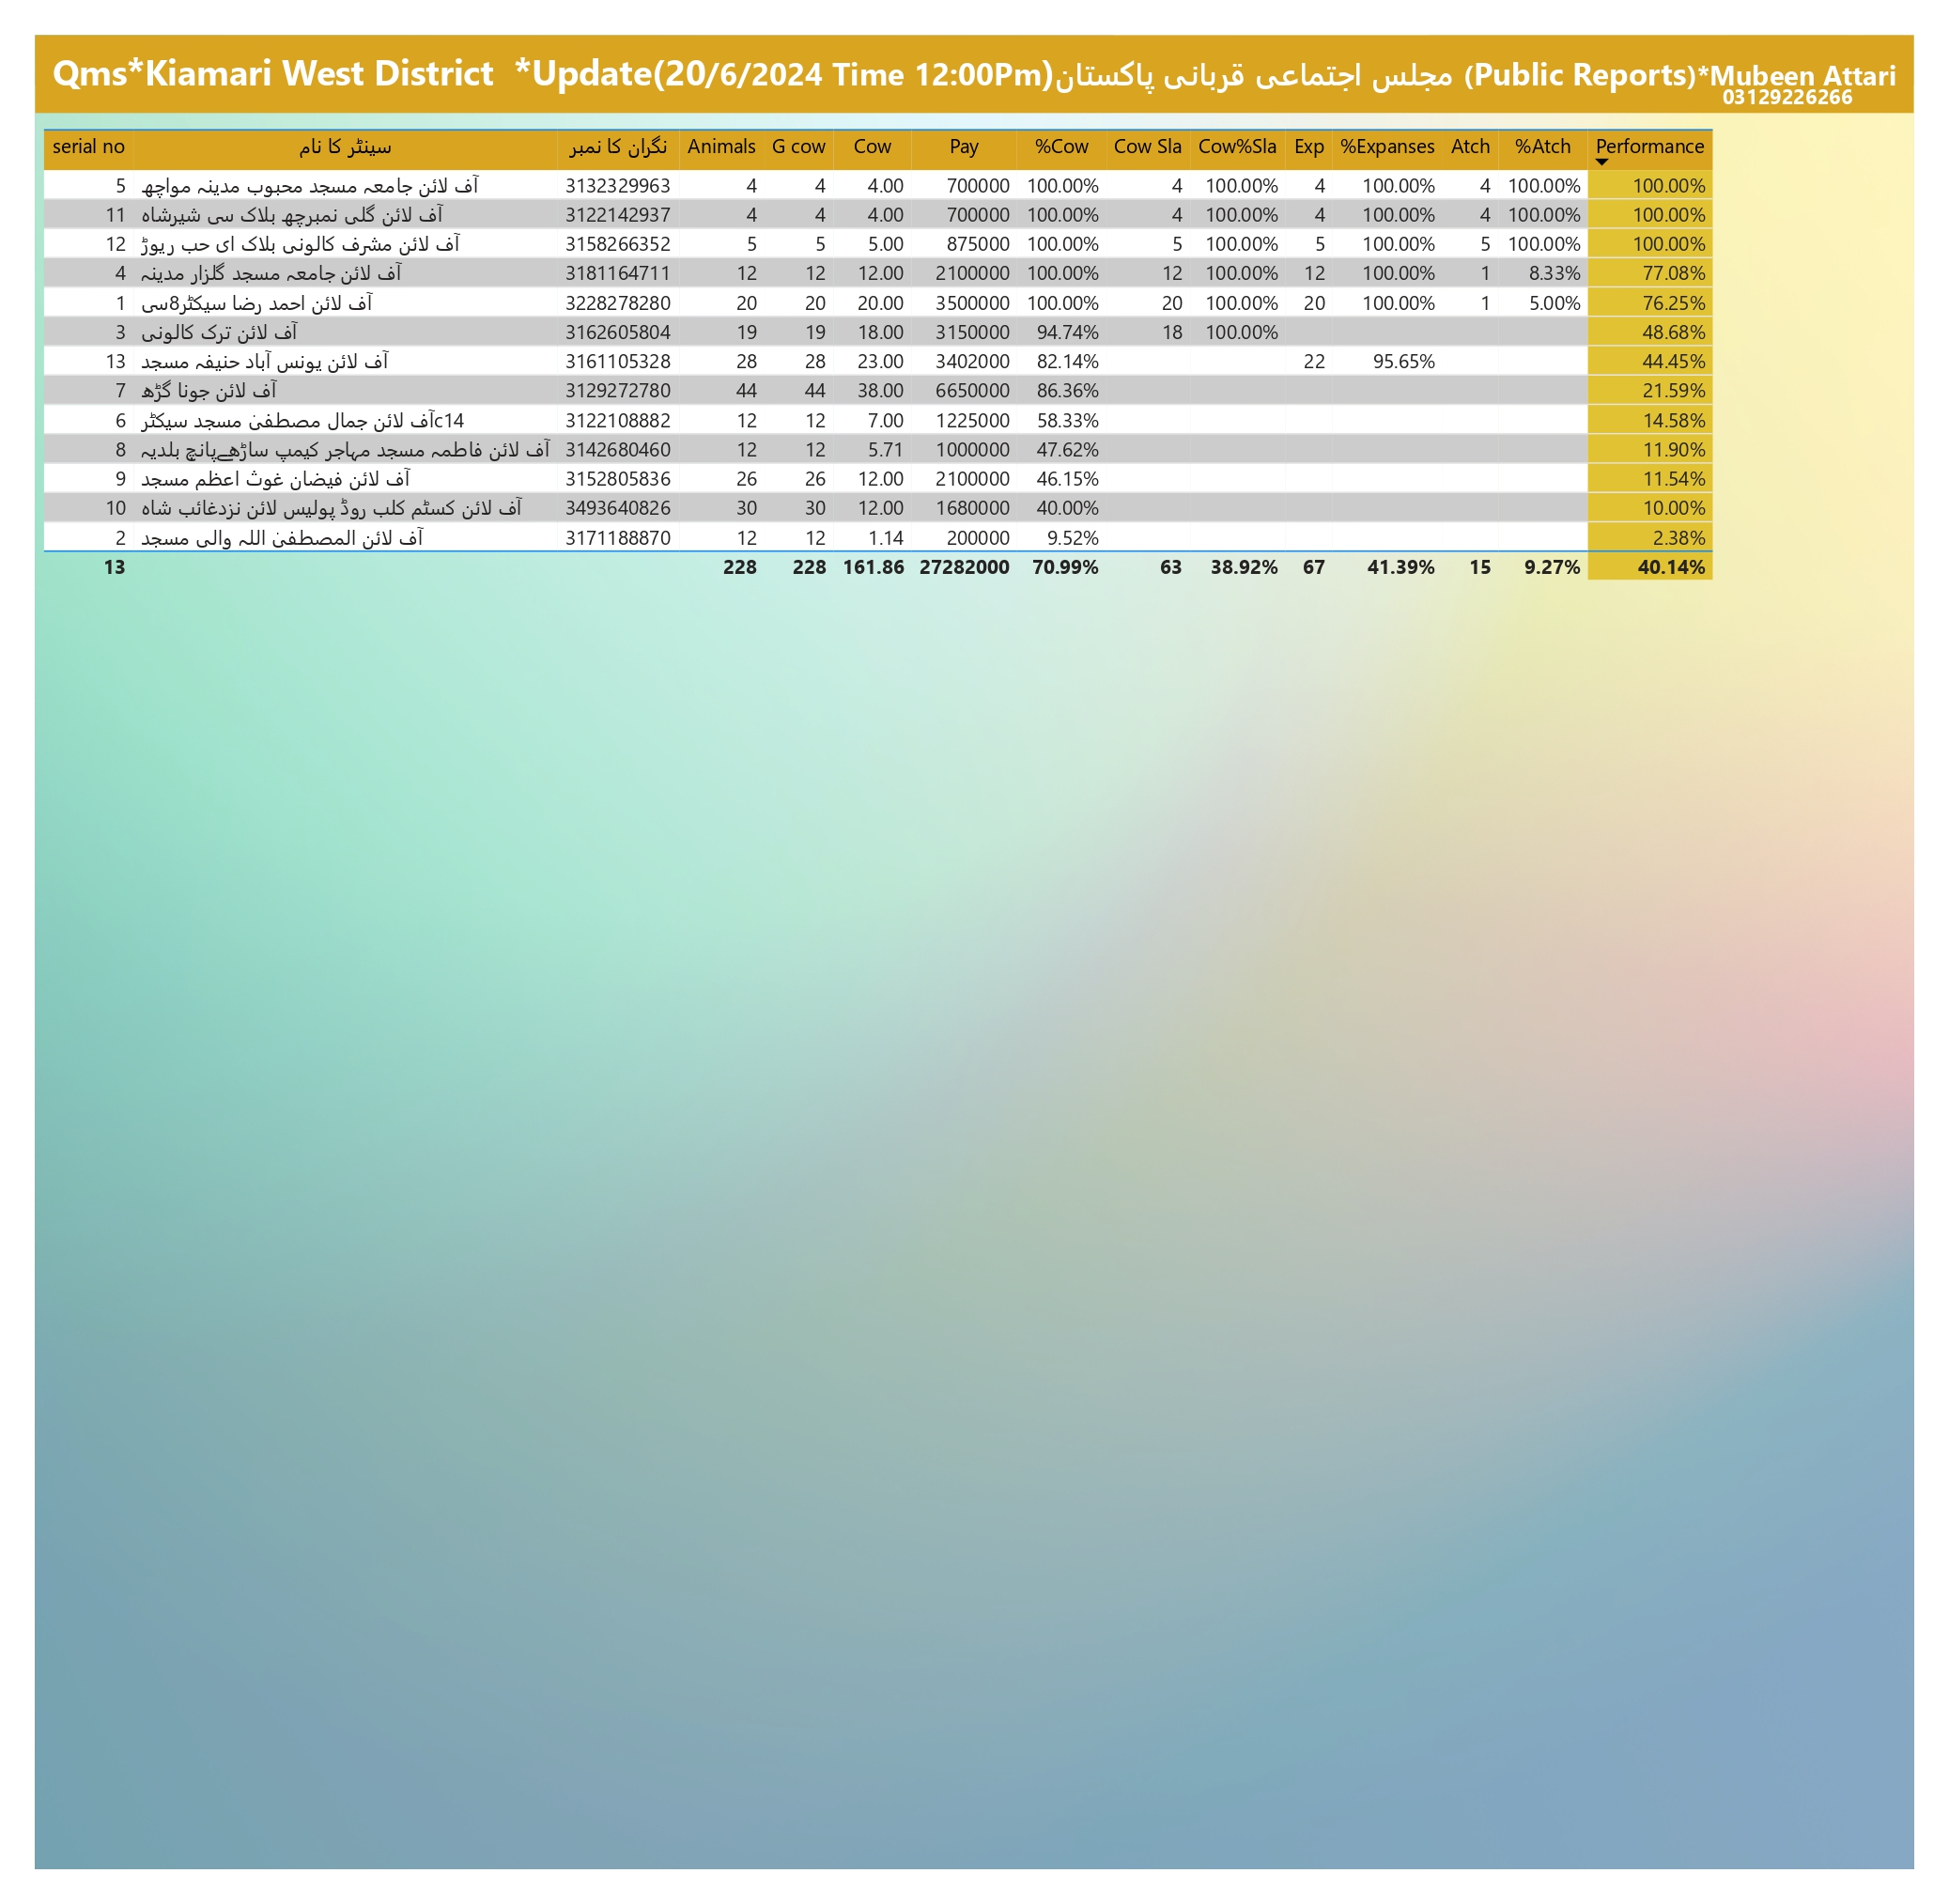 Qms*Kiamari West District *Update(20/6/2024 Time 12:00Pm)مجلس اجتماعی قربانی پاکستان (Public Reports)*Mubeen Attari
03129226266
serial no سینٹر کا نام نگران کا نمبر Animals G cow Cow Pay %Cow Cow Sla Cow%Sla Exp %Expanses Atch %Atch Performance
5 آف لائن جامعہ مسجد محبوب مدینہ مواچھ 3132329963 4 4 4.00 700000 100.00% 4 100.00% 4 100.00% 4 100.00% 100.00%
11 آف لائن گلی نمبرچھ بلاک سی شیرشاہ 3122142937 4 4 4.00 700000 100.00% 4 100.00% 4 100.00% 4 100.00% 100.00%
12 آف لائن مشرف کالونی بلاک ای حب ریوڑ 3158266352 5 5 5.00 875000 100.00% 5 100.00% 5 100.00% 5 100.00% 100.00%
4 آف لائن جامعہ مسجد گلزار مدینہ 3181164711 12 12 12.00 2100000 100.00% 12 100.00% 12 100.00% 1 8.33% 77.08%
1 آف لائن احمد رضا سیکٹر8سی 3228278280 20 20 20.00 3500000 100.00% 20 100.00% 20 100.00% 1 5.00% 76.25%
3 آف لائن ترک کالونی 3162605804 19 19 18.00 3150000 94.74% 18 100.00% 48.68%
13 آف لائن یونس آباد حنیفہ مسجد 3161105328 28 28 23.00 3402000 82.14% 22 95.65% 44.45%
7 آف لائن جونا گڑھ 3129272780 44 44 38.00 6650000 86.36% 21.59%
6 آف لائن جمال مصطفیٰ مسجد سیکٹرc14 3122108882 12 12 7.00 1225000 58.33% 14.58%
8 آف لائن فاطمہ مسجد مہاجر کیمپ ساڑھےپانچ بلدیہ 3142680460 12 12 5.71 1000000 47.62% 11.90%
9 آف لائن فیضان غوث اعظم مسجد 3152805836 26 26 12.00 2100000 46.15% 11.54%
10 آف لائن کسٹم کلب روڈ پولیس لائن نزدغائب شاہ 3493640826 30 30 12.00 1680000 40.00% 10.00%
2 آف لائن المصطفیٰ اللہ والی مسجد 3171188870 12 12 1.14 200000 9.52% 2.38%
13 228 228 161.86 27282000 70.99% 63 38.92% 67 41.39% 15 9.27% 40.14%